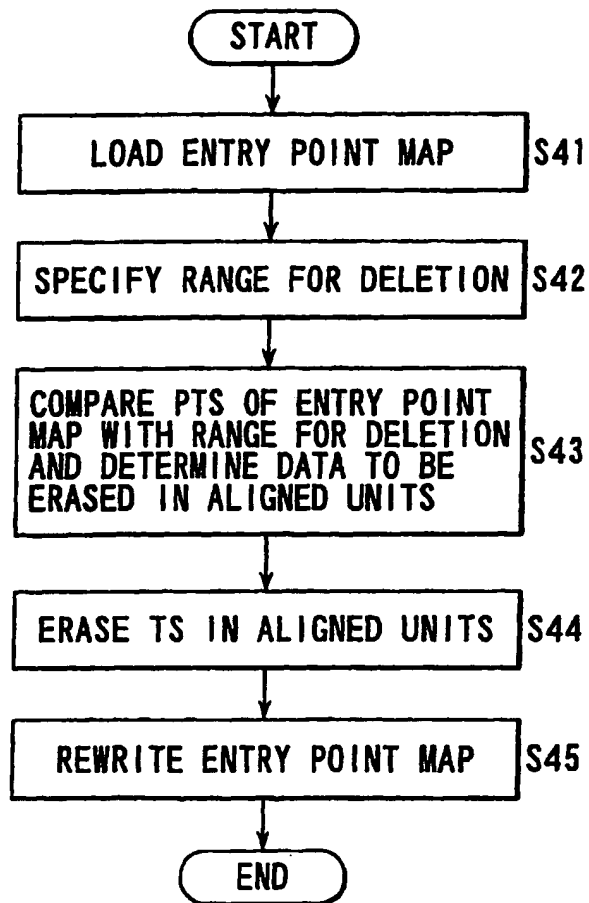 START
LOAD ENTRY POINT MAP S41
SPECIFY RANGE FOR DELETION S42
COMPARE PTS OF ENTRY POINT
MAP WITH RANGE FOR DELETION
AND DETERMINE DATA TO BE
ERASED IN ALIGNED UNITS
S43
ERASE TS IN ALIGNED UNITS S44
REWRITE ENTRY POINT MAP S45
END